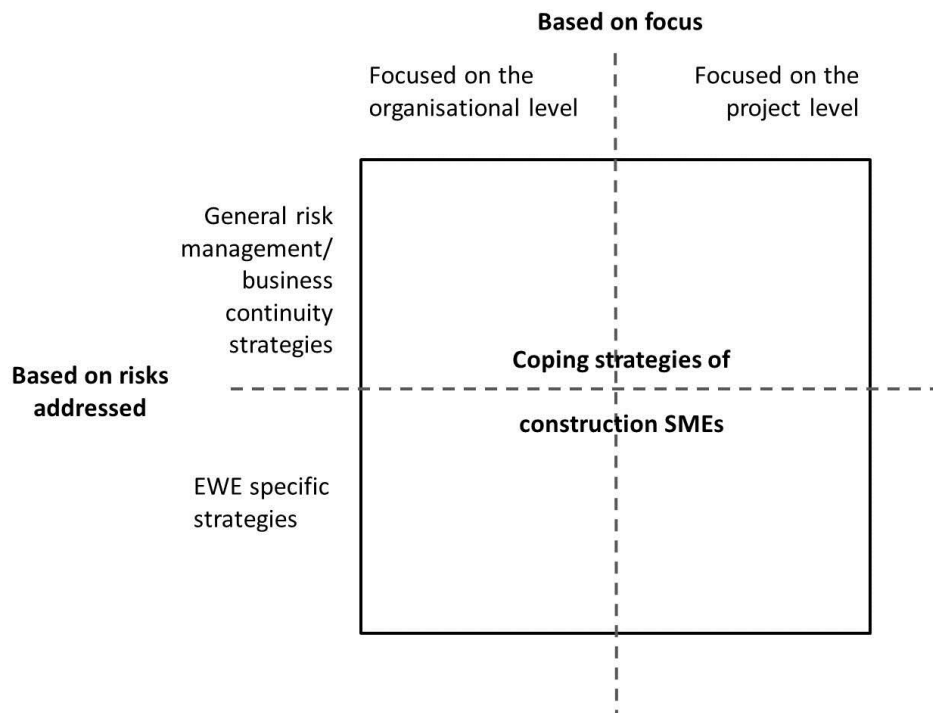 Based on focus
Focused on the
organisational level
Focused on the
project level
General risk
management/
business
continuity
strategies
Based on risks
addressed
Coping strategies of
construction SMEs
EWE specific
strategies